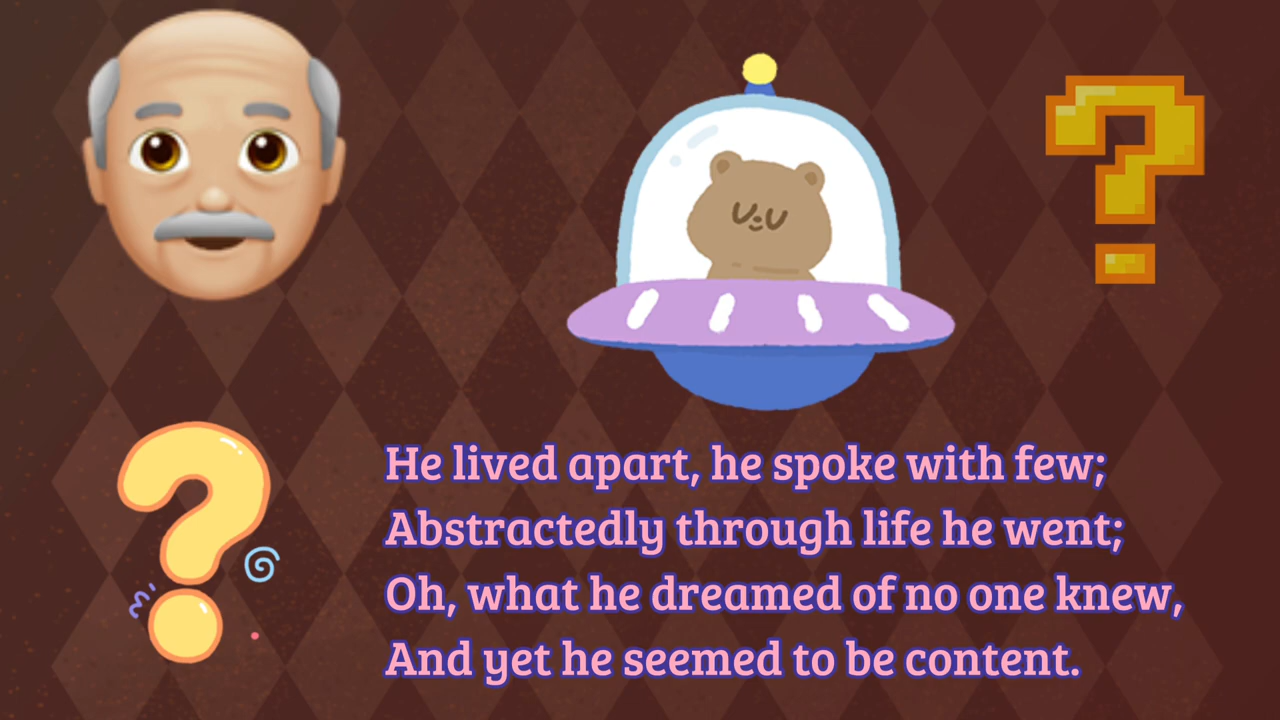 He lived apart, he spoke with few;
Abstractedly through life he went;
Oh, what he dreamed of no one knew,
And yet he seemed to be content.